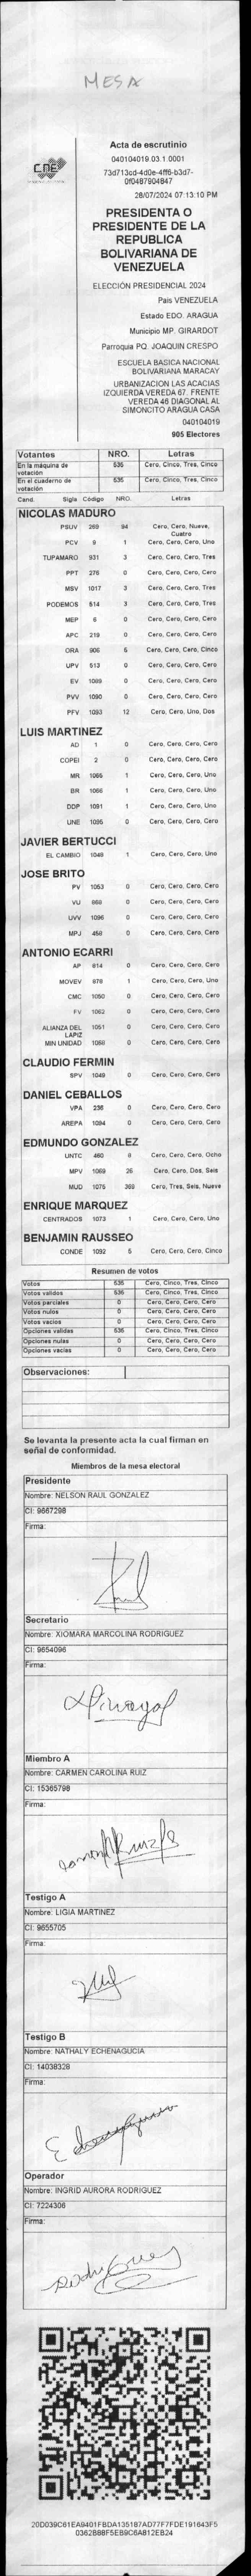 MESA
Acta de escrutinio
040104019.03.1.0001
73d713cd-4d0e-4ff6-b3d7-
0f0487904847
28/07/2024 07:13:10 PM
CNE
PRESIDENTA O
PRESIDENTE DE LA
REPUBLICA
BOLIVARIANA DE
VENEZUELA
ELECCIÓN PRESIDENCIAL 2024
País VENEZUELA
Estado EDO. ARAGUA
Municipio MP. GIRARDOT
Parroquia PQ. JOAQUIN CRESPO
ESCUELA BASICA NACIONAL
BOLIVARIANA MARACAY
URBANIZACION LAS ACACIAS
IZQUIERDA VEREDA 67. FRENTE
VEREDA 46 DIAGONAL AL
SIMONCITO ARAGUA CASA
040104019
905 Electores
Votantes NRO. Letras
En la máquina de votación 535 Cero, Cinco, Tres, Cinco
En el cuaderno de votación 535 Cero, Cinco, Tres, Cinco
Cand. Sigla Código NRO. Letras
NICOLAS MADURO
PSUV 269 94 Cero, Cero, Nueve, Cuatro
PCV 9 1 Cero, Cero, Cero, Uno
TUPAMARO 931 3 Cero, Cero, Cero, Tres
PPT 276 0 Cero, Cero, Cero, Cero
MSV 1017 3 Cero, Cero, Cero, Tres
PODEMOS 514 3 Cero, Cero, Cero, Tres
MEP 6 0 Cero, Cero, Cero, Cero
APC 219 0 Cero, Cero, Cero, Cero
ORA 906 5 Cero, Cero, Cero, Cinco
UPV 513 0 Cero, Cero, Cero, Cero
EV 1089 0 Cero, Cero, Cero, Cero
PVV 1090 0 Cero, Cero, Cero, Cero
PFV 1093 12 Cero, Cero, Uno, Dos
LUIS MARTINEZ
AD 1 0 Cero, Cero, Cero, Cero
COPEI 2 0 Cero, Cero, Cero, Cero
MR 1065 1 Cero, Cero, Cero, Uno
BR 1066 1 Cero, Cero, Cero, Uno
DDP 1091 1 Cero, Cero, Cero, Uno
UNE 1095 0 Cero, Cero, Cero, Cero
JAVIER BERTUCCI
EL CAMBIO 1048 1 Cero, Cero, Cero, Uno
JOSE BRITO
PV 1053 0 Cero, Cero, Cero, Cero
VU 868 0 Cero, Cero, Cero, Cero
UVV 1096 0 Cero, Cero, Cero, Cero
MPJ 458 0 Cero, Cero, Cero, Cero
ANTONIO ECARRI
AP 814 0 Cero, Cero, Cero, Cero
MOVEV 878 1 Cero, Cero, Cero, Uno
CMC 1050 0 Cero, Cero, Cero, Cero
FV 1062 0 Cero, Cero, Cero, Cero
ALIANZA DEL LAPIZ 1051 0 Cero, Cero, Cero, Cero
MIN UNIDAD 1068 0 Cero, Cero, Cero, Cero
CLAUDIO FERMIN
SPV 1049 0 Cero, Cero, Cero, Cero
DANIEL CEBALLOS
VPA 236 0 Cero, Cero, Cero, Cero
AREPA 1094 0 Cero, Cero, Cero, Cero
EDMUNDO GONZALEZ
UNTC 460 8 Cero, Cero, Cero, Ocho
MPV 1069 26 Cero, Cero, Dos, Seis
MUD 1075 369 Cero, Tres, Seis, Nueve
ENRIQUE MARQUEZ
CENTRADOS 1073 1 Cero, Cero, Cero, Uno
BENJAMIN RAUSSEO
CONDE 1092 5 Cero, Cero, Cero, Cinco
Resumen de votos
Votos 535 Cero, Cinco, Tres, Cinco
Votos validos 535 Cero, Cinco, Tres, Cinco
Votos parciales 0 Cero, Cero, Cero, Cero
Votos nulos 0 Cero, Cero, Cero, Cero
Votos vacios 0 Cero, Cero, Cero, Cero
Opciones validas 535 Cero, Cinco, Tres, Cinco
Opciones nulas 0 Cero, Cero, Cero, Cero
Opciones vacias 0 Cero, Cero, Cero, Cero
Observaciones:
Se levanta la presente acta la cual firman en
señal de conformidad.
Miembros de la mesa electoral
Presidente
Nombre: NELSON RAUL GONZALEZ
CI: 9667298
Firma:
Secretario
Nombre: XIOMARA MARCOLINA RODRIGUEZ
CI: 9654096
Firma:
Miembro A
Nombre: CARMEN CAROLINA RUIZ
CI: 15365798
Firma:
Testigo A
Nombre: LIGIA MARTINEZ
CI: 9655705
Firma:
Testigo B
Nombre: NATHALY ECHENAGUCIA
CI: 14038328
Firma:
Operador
Nombre: INGRID AURORA RODRIGUEZ
CI: 7224306
Firma:
Rodriguez
20D039C61EA9401FBDA135187AD77F7FDE191643F5
0362B88F5EB9C6A812EB24